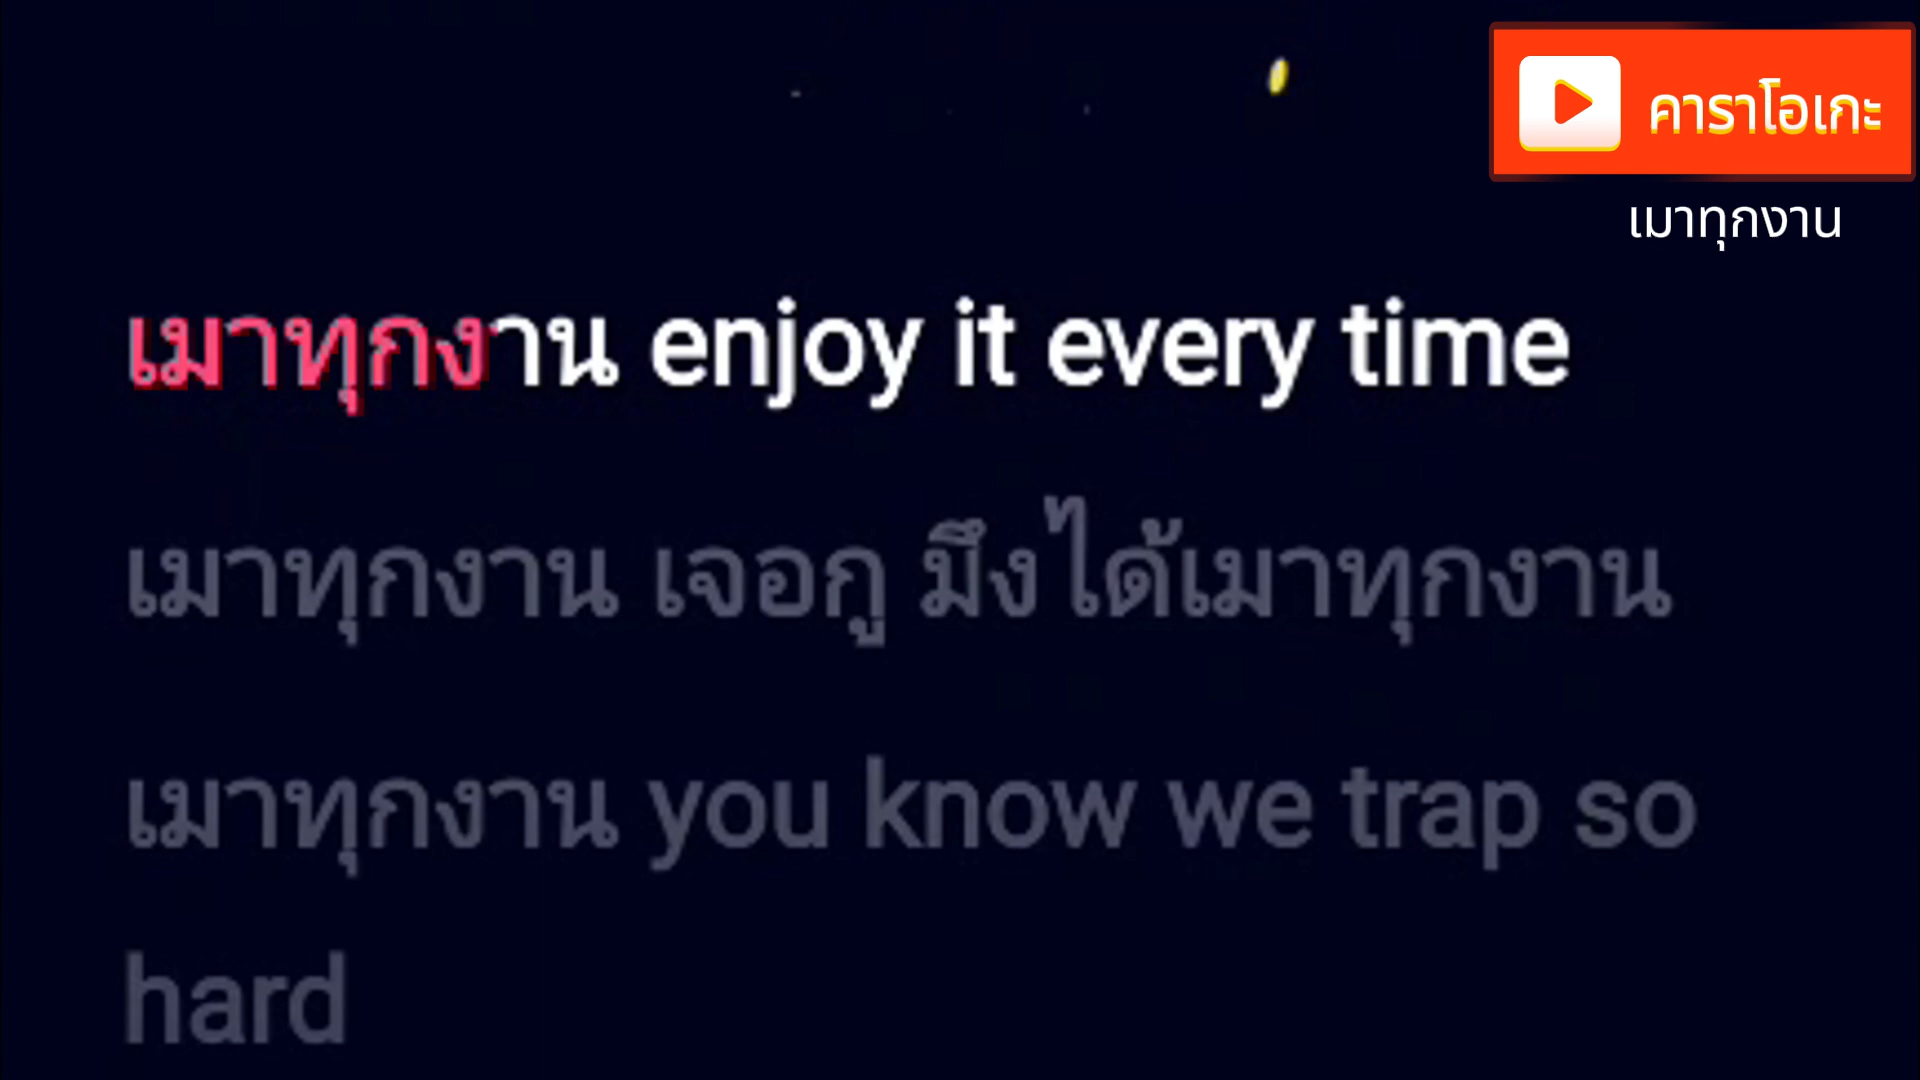 คาราโอเกะ
เมาทุกงาน
เมาทุกงาน enjoy it every time
เมาทุกงาน เจอกู มึงได้เมาทุกงาน
เมาทุกงาน you know we trap so
hard